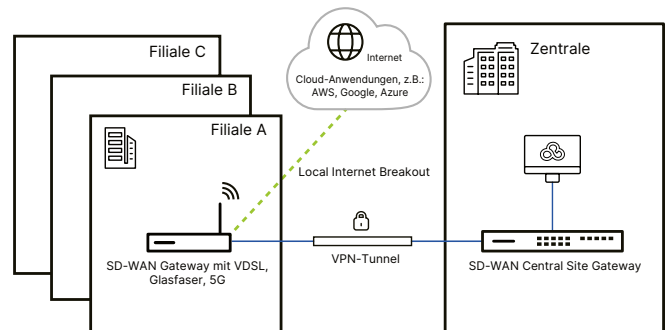 Filiale C
Filiale B
Filiale A
Internet
Cloud-Anwendungen, z.B.:
AWS, Google, Azure
Zentrale
Local Internet Breakout
VPN-Tunnel
SD-WAN Gateway mit VDSL,
Glasfaser, 5G
SD-WAN Central Site Gateway